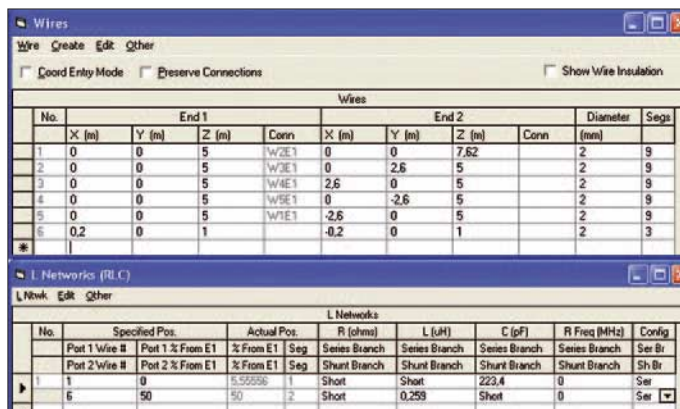 Wires
Wire Create Edit Other
Coord Entry Mode Preserve Connections Show Wire Insulation
Wires
No. End 1 End 2 Diameter Segs
X (m) Y (m) Z (m) Conn X (m) Y (m) Z (m) Conn (mm)
1 0 0 5 W2E1 0 0 7,62 2 9
2 0 0 5 W3E1 0 2,6 5 2 9
3 0 0 5 W4E1 2,6 0 5 2 9
4 0 0 5 W5E1 0 -2,6 5 2 9
5 0 0 5 W1E1 -2,6 0 5 2 9
6 0,2 0 1 -0,2 0 1 2 3
L Networks (RLC)
L Ntwk Edit Other
L Networks
No. Specified Pos. Actual Pos. R (ohms) L (uH) C (pF) R Freq (MHz) Config
Port 1 Wire # Port 1 % From E1 % From E1 Seg Series Branch Series Branch Series Branch Series Branch Ser Br
Port 2 Wire # Port 2 % From E1 % From E1 Seg Shunt Branch Shunt Branch Shunt Branch Shunt Branch Sh Br
1 1 0 5,55556 1 Short Short 223,4 0 Ser
6 50 50 2 Short 0,259 Short 0 Ser